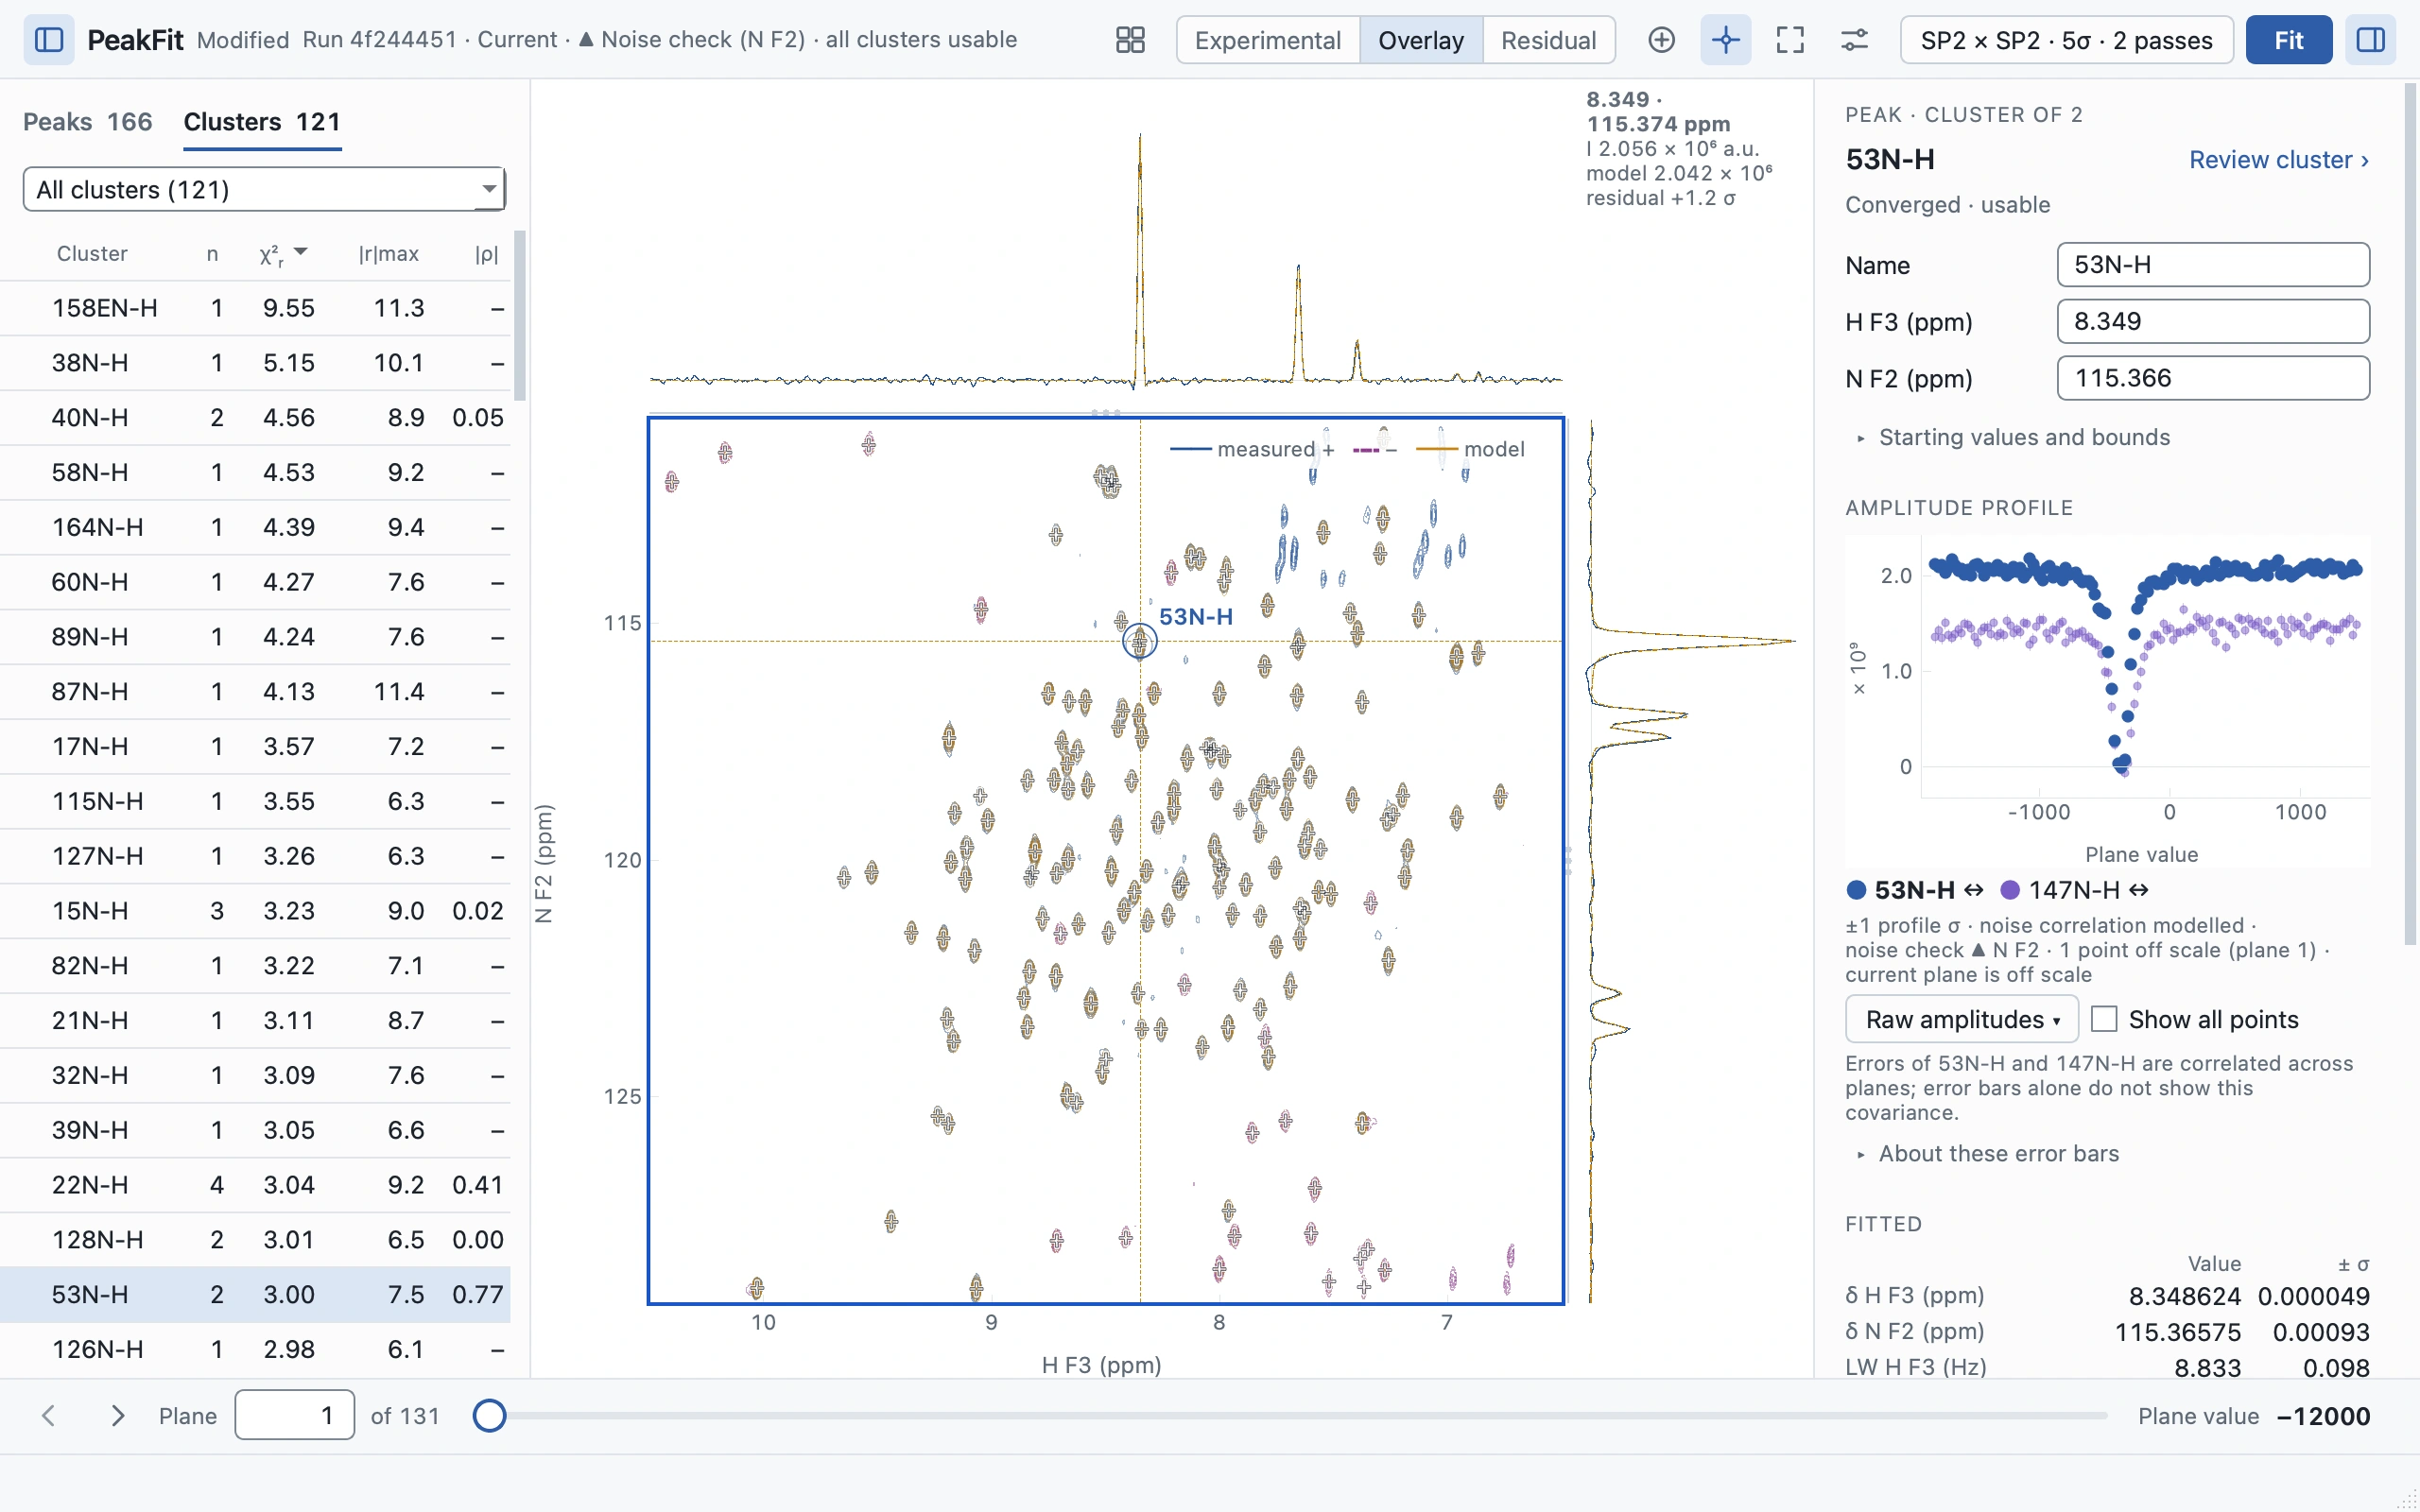 PeakFit Modified Run 4f244451 · Current · ▲ Noise check (N F2) · all clusters usable
Experimental Overlay Residual
SP2 × SP2 · 5σ · 2 passes
Fit
Peaks 166 Clusters 121
All clusters (121)
Cluster n χ²r |r|max |ρ|
158EN-H 1 9.55 11.3 –
38N-H 1 5.15 10.1 –
40N-H 2 4.56 8.9 0.05
58N-H 1 4.53 9.2 –
164N-H 1 4.39 9.4 –
60N-H 1 4.27 7.6 –
89N-H 1 4.24 7.6 –
87N-H 1 4.13 11.4 –
17N-H 1 3.57 7.2 –
115N-H 1 3.55 6.3 –
127N-H 1 3.26 6.3 –
15N-H 3 3.23 9.0 0.02
82N-H 1 3.22 7.1 –
21N-H 1 3.11 8.7 –
32N-H 1 3.09 7.6 –
39N-H 1 3.05 6.6 –
22N-H 4 3.04 9.2 0.41
128N-H 2 3.01 6.5 0.00
53N-H 2 3.00 7.5 0.77
126N-H 1 2.98 6.1 –
8.349 ·
115.374 ppm
I 2.056 × 10⁶ a.u.
model 2.042 × 10⁶
residual +1.2 σ
measured + – model
53N-H
115
120
125
N F2 (ppm)
10 9 8 7
H F3 (ppm)
PEAK · CLUSTER OF 2
53N-H Review cluster ›
Converged · usable
Name 53N-H
H F3 (ppm) 8.349
N F2 (ppm) 115.366
▸ Starting values and bounds
AMPLITUDE PROFILE
2.0
1.0
0
× 10⁹
-1000 0 1000
Plane value
53N-H ↔ 147N-H ↔
±1 profile σ · noise correlation modelled ·
noise check ▲ N F2 · 1 point off scale (plane 1) ·
current plane is off scale
Raw amplitudes ▾ Show all points
Errors of 53N-H and 147N-H are correlated across
planes; error bars alone do not show this
covariance.
▸ About these error bars
FITTED
Value ± σ
δ H F3 (ppm) 8.348624 0.000049
δ N F2 (ppm) 115.36575 0.00093
LW H F3 (Hz) 8.833 0.098
Plane 1 of 131
Plane value −12000